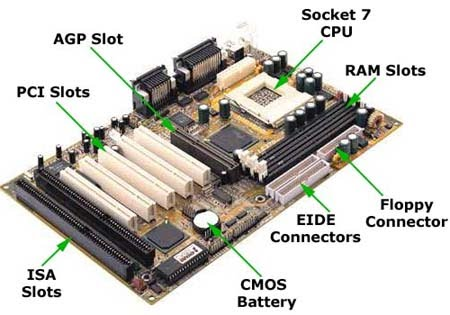 Socket 7
CPU
AGP Slot
RAM Slots
PCI Slots
Floppy
Connector
EIDE
Connectors
ISA
Slots
CMOS
Battery